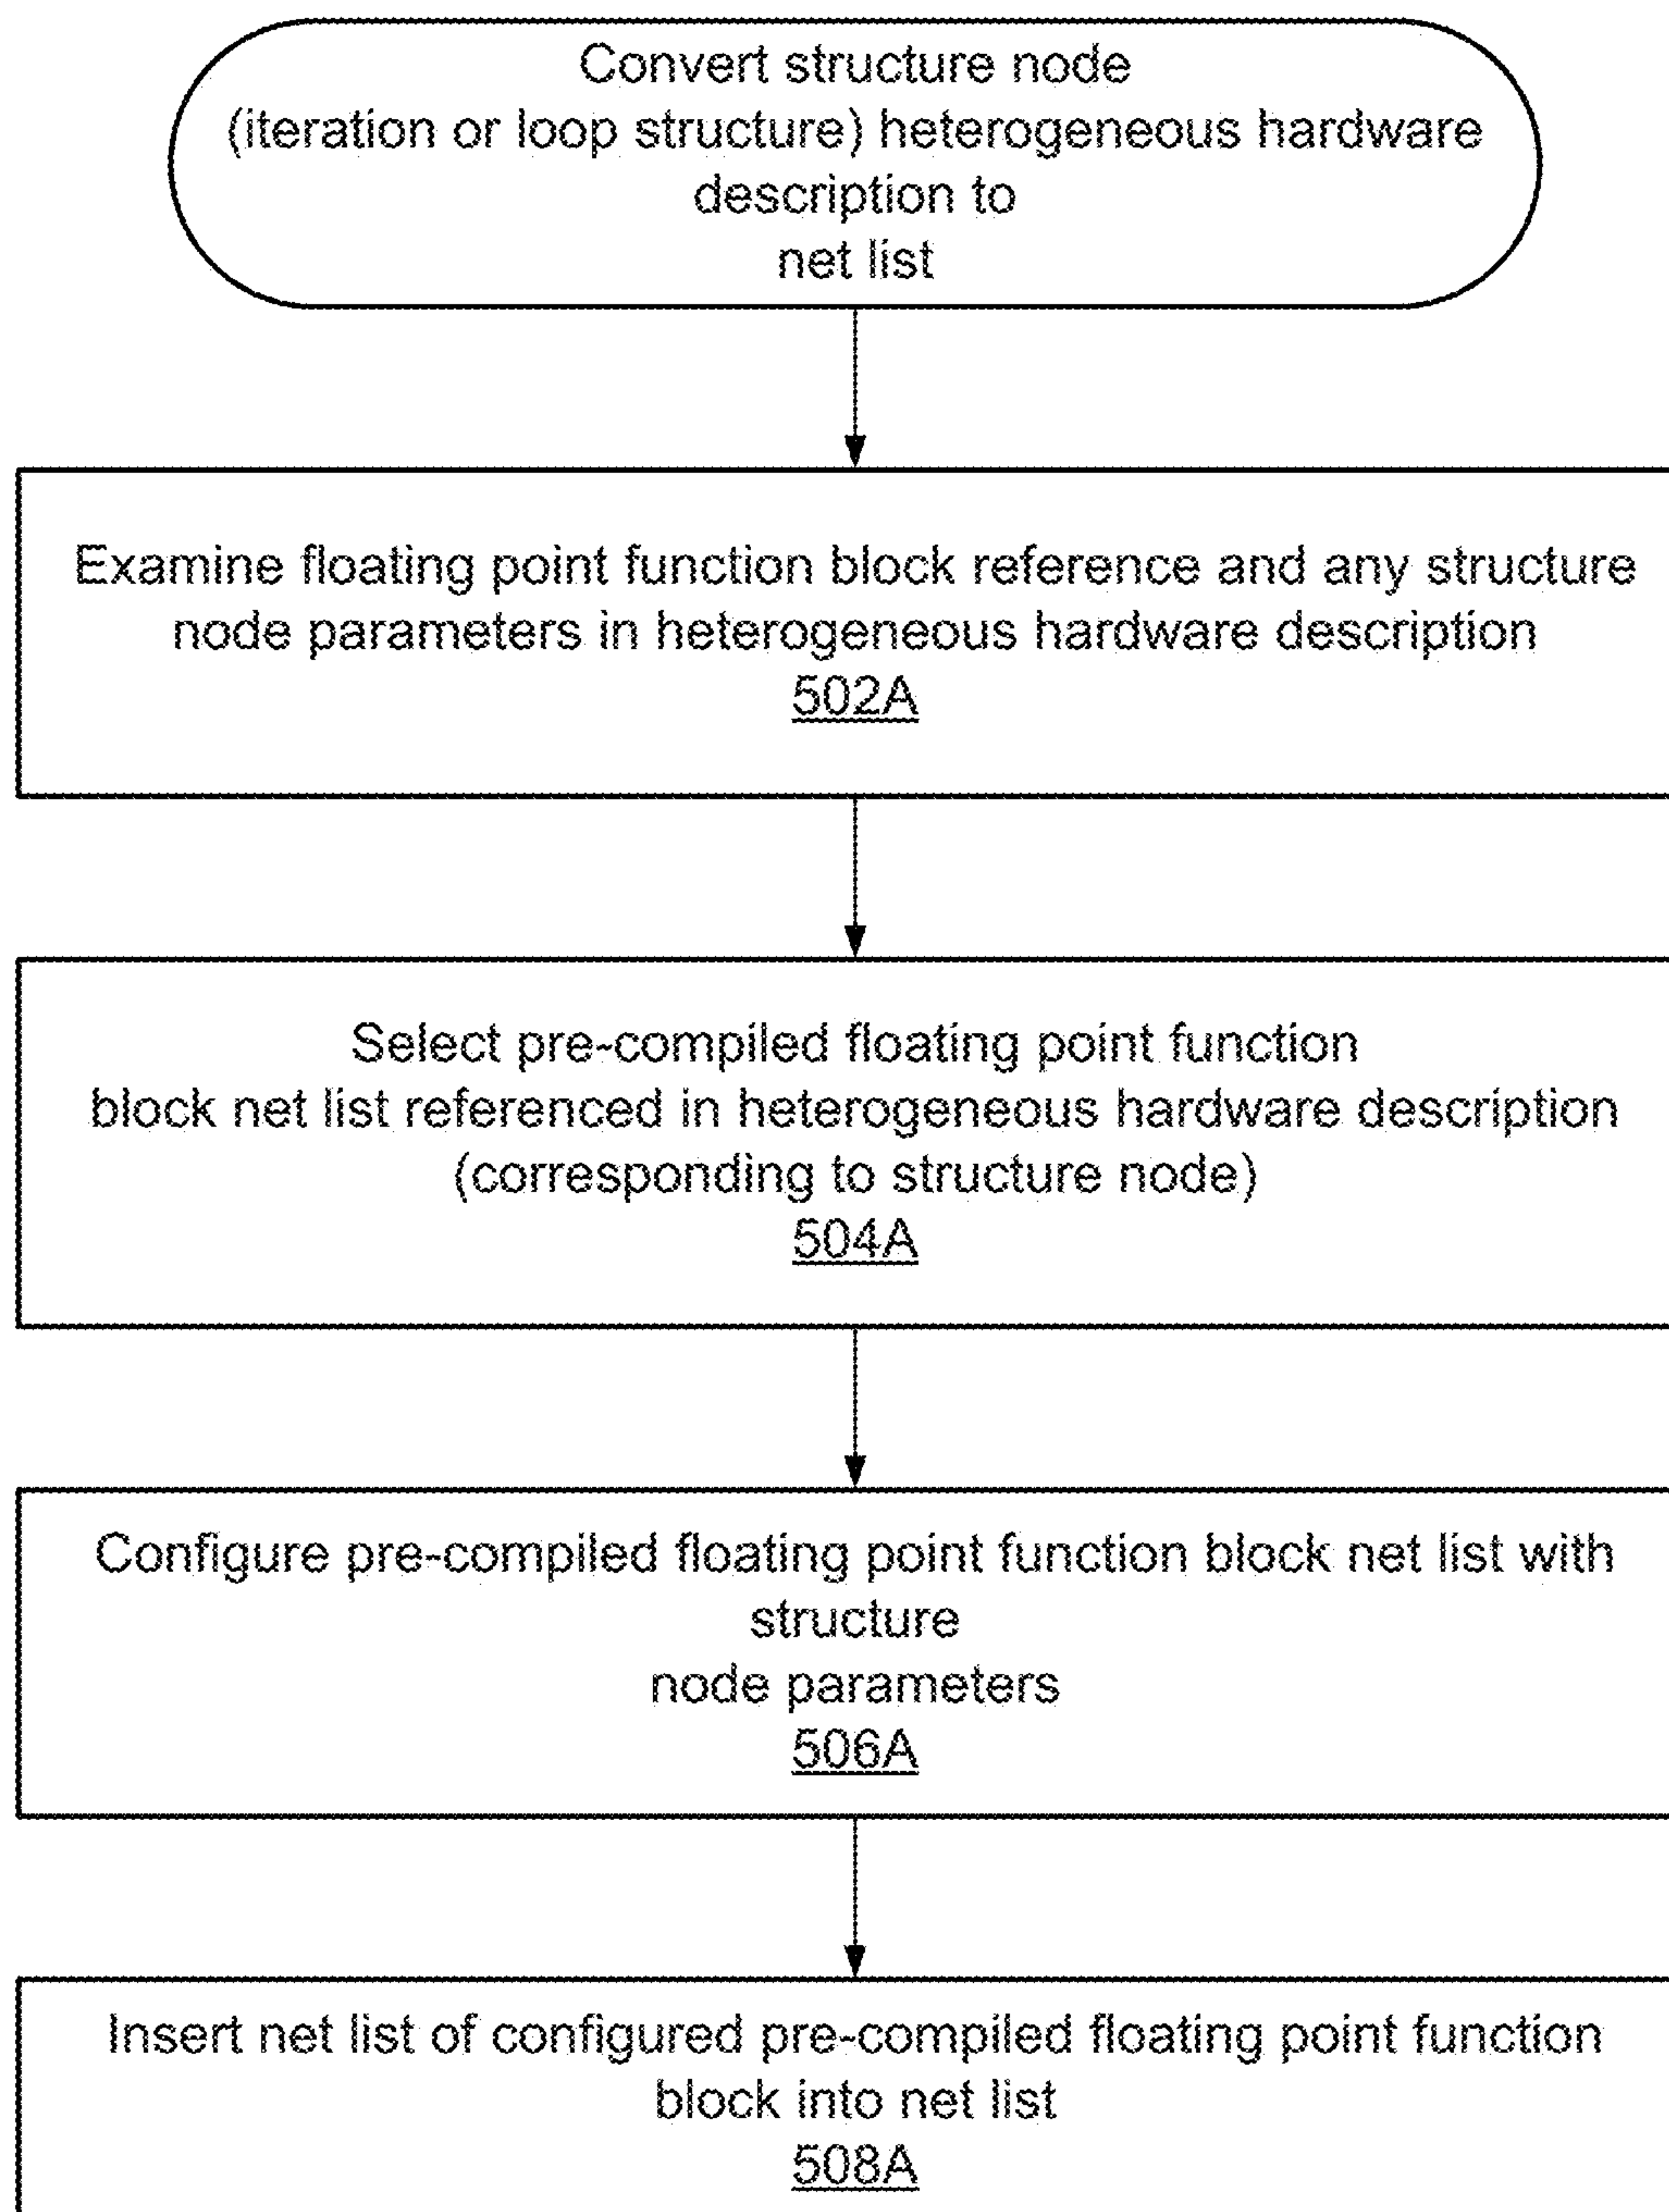 Convert structure node
(iteration or loop structure) heterogeneous hardware
description to
net list
Examine floating point function block reference and any structure
node parameters in heterogeneous hardware description
502A
Select pre-compiled floating point function
block net list referenced in heterogeneous hardware description
(corresponding to structure node)
504A
Configure pre-compiled floating point function block net list with
structure
node parameters
506A
Insert net list of configured pre-compiled floating point function
block into net list
508A